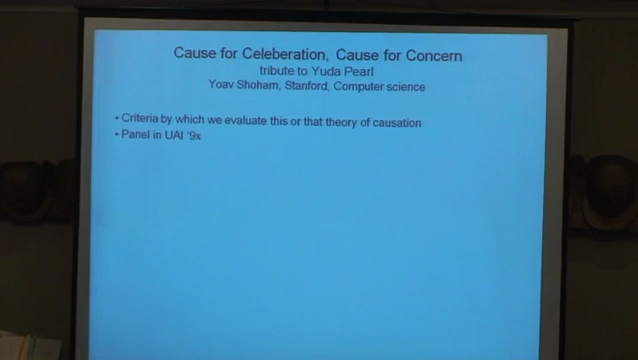 Cause for Celeberation, Cause for Concern
tribute to Yuda Pearl
Yoav Shoham, Stanford, Computer science
• Criteria by which we evaluate this or that theory of causation
• Panel in UAI '9x